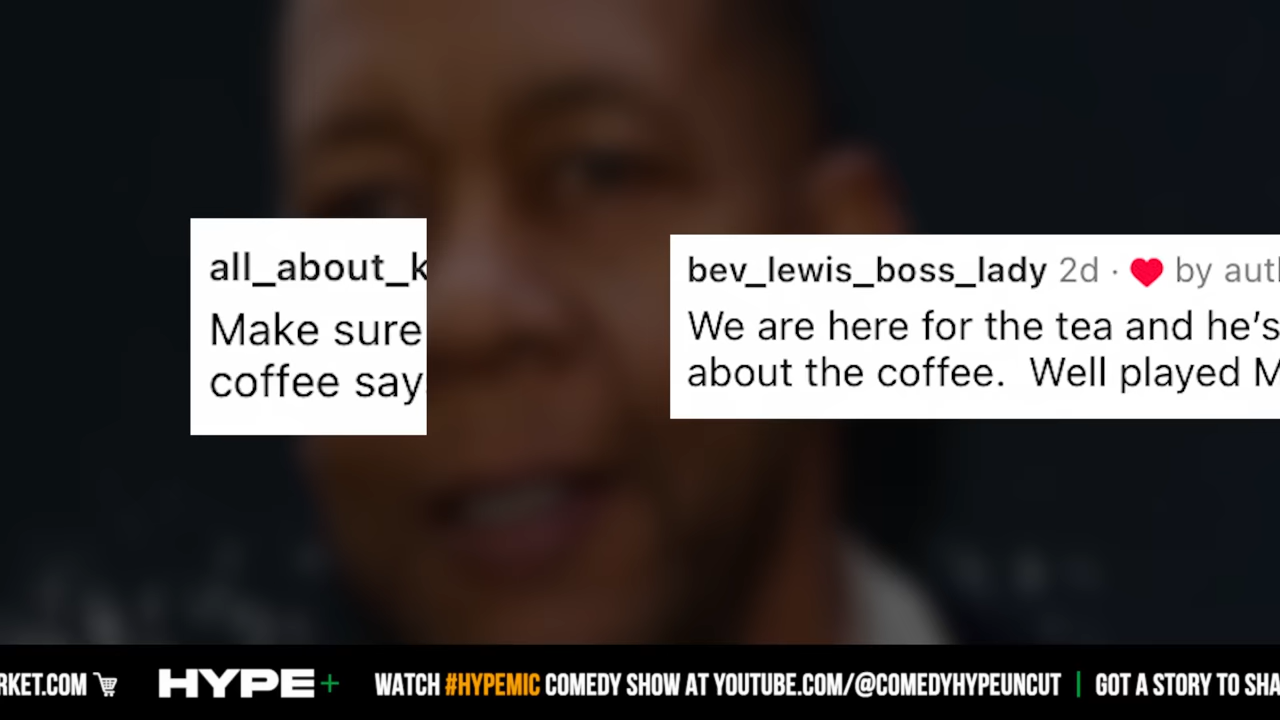 all_about_k
Make sure
coffee say
bev_lewis_boss_lady 2d · ❤️ by auth
We are here for the tea and he's
about the coffee. Well played M
RKET.COM HYPE+ WATCH #HYPEMIC COMEDY SHOW AT YOUTUBE.COM/@COMEDYHYPEUNCUT | GOT A STORY TO SHA